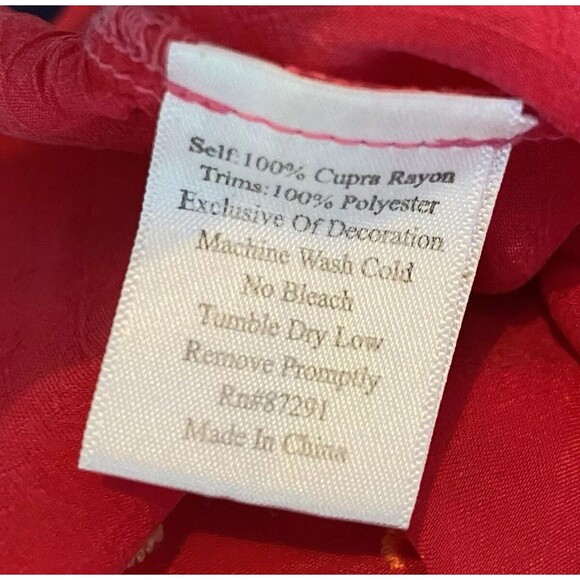 Self:100% Cupra Rayon
Trims:100% Polyester
Exclusive Of Decoration
Machine Wash Cold
No Bleach
Tumble Dry Low
Remove Promptly
Rn#87291
Made In China